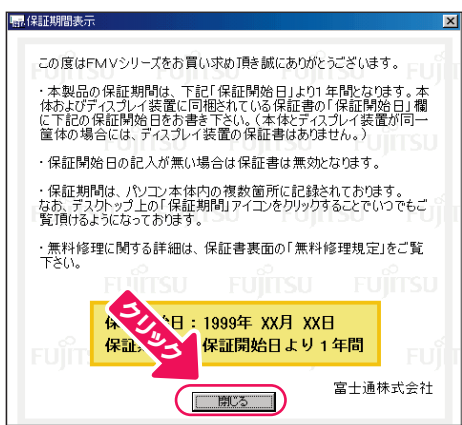 保証期間表示
この度はFMVシリーズをお買い求め頂き誠にありがとうございます。
・本製品の保証期間は、下記「保証開始日」より1年間となります。本
体およびディスプレイ装置に同梱されている保証書の「保証開始日」欄
に下記の保証開始日をお書き下さい。（本体とディスプレイ装置が同一
筐体の場合には、ディスプレイ装置の保証書はありません。）
・保証開始日の記入が無い場合は保証書は無効となります。
・保証期間は、パソコン本体内の複数箇所に記録されております。
なお、デスクトップ上の「保証期間」アイコンをクリックすることでいつでもご
覧頂けるようになっております。
・無料修理に関する詳細は、保証書裏面の「無料修理規定」をご覧
下さい。
FUJITSU FUJITSU
保 日：1999年 XX月 XX日
保証 保証開始日より1年間
クリック
富士通株式会社
閉じる